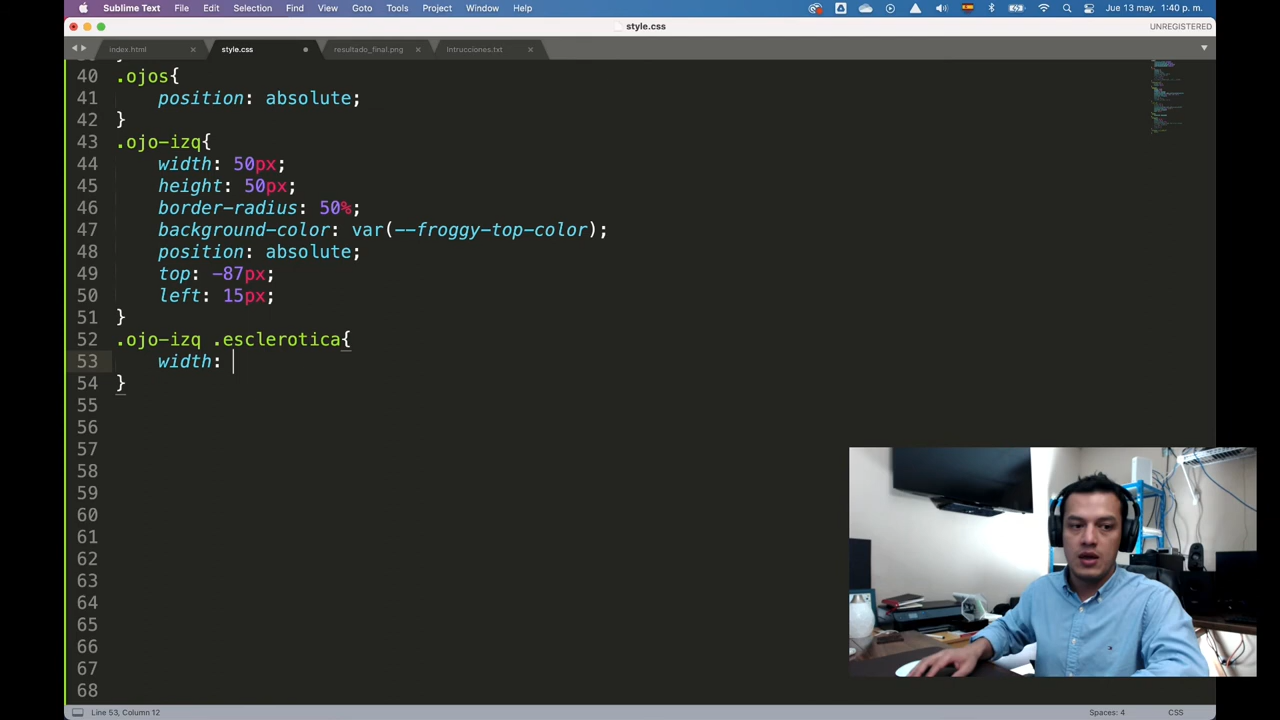 Sublime Text File Edit Selection Find View Goto Tools Project Window Help Jue 13 may. 1:40 p. m.
style.css UNREGISTERED
index.html style.css resultado_final.png Intrucciones.txt
40 .ojos{
41 position: absolute;
42 }
43 .ojo-izq{
44 width: 50px;
45 height: 50px;
46 border-radius: 50%;
47 background-color: var(--froggy-top-color);
48 position: absolute;
49 top: -87px;
50 left: 15px;
51 }
52 .ojo-izq .esclerotica{
53 width:
54 }
55
56
57
58
59
60
61
62
63
64
65
66
67
68
Line 53, Column 12 Spaces: 4 CSS